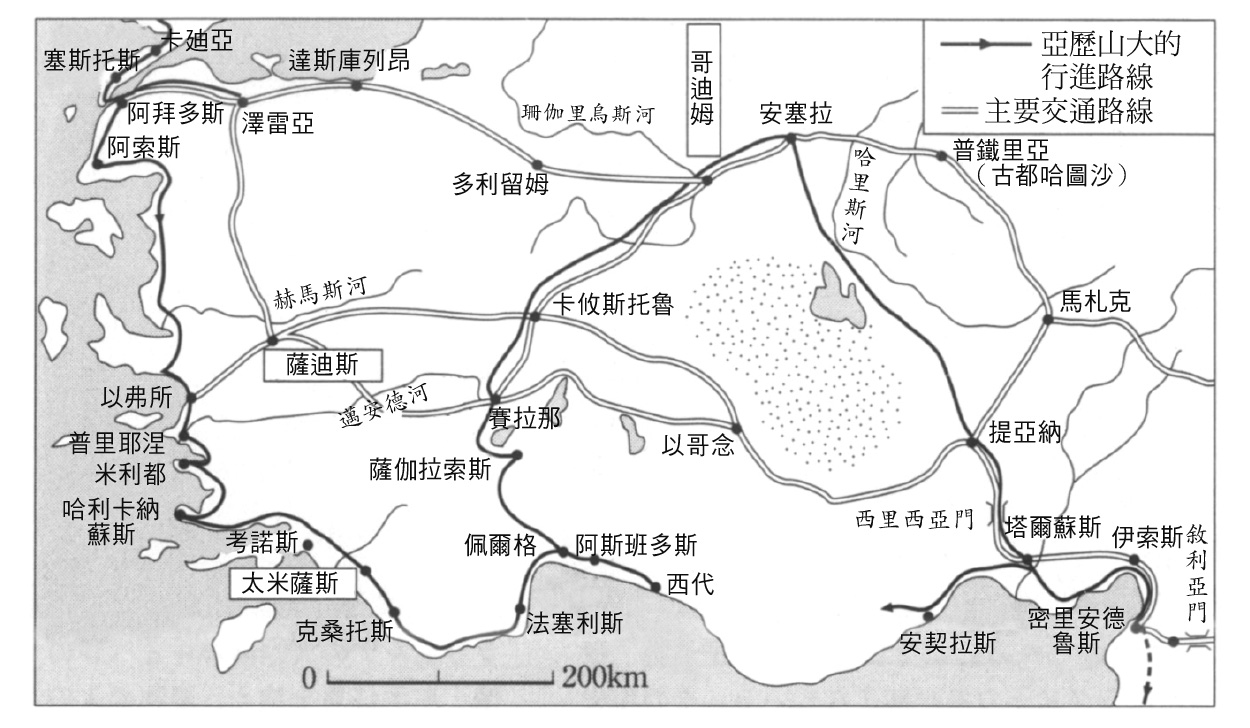 卡廸亞
塞斯托斯
阿拜多斯
阿索斯
澤雷亞
達斯庫列昂
珊伽里烏斯河
多利留姆
哥迪姆
安塞拉
哈里斯河
普鐵里亞
（古都哈圖沙）
亞歷山大的
行進路線
主要交通路線
赫馬斯河
卡攸斯托魯
馬札克
薩迪斯
以弗所
邁安德河
賽拉那
普里耶涅
米利都
薩伽拉索斯
以哥念
提亞納
哈利卡納
蘇斯
考諾斯
太米薩斯
克桑托斯
佩爾格
阿斯班多斯
西代
法塞利斯
西里西亞門
塔爾蘇斯
伊索斯
敘利亞門
安契拉斯
密里安德
魯斯
0
200km